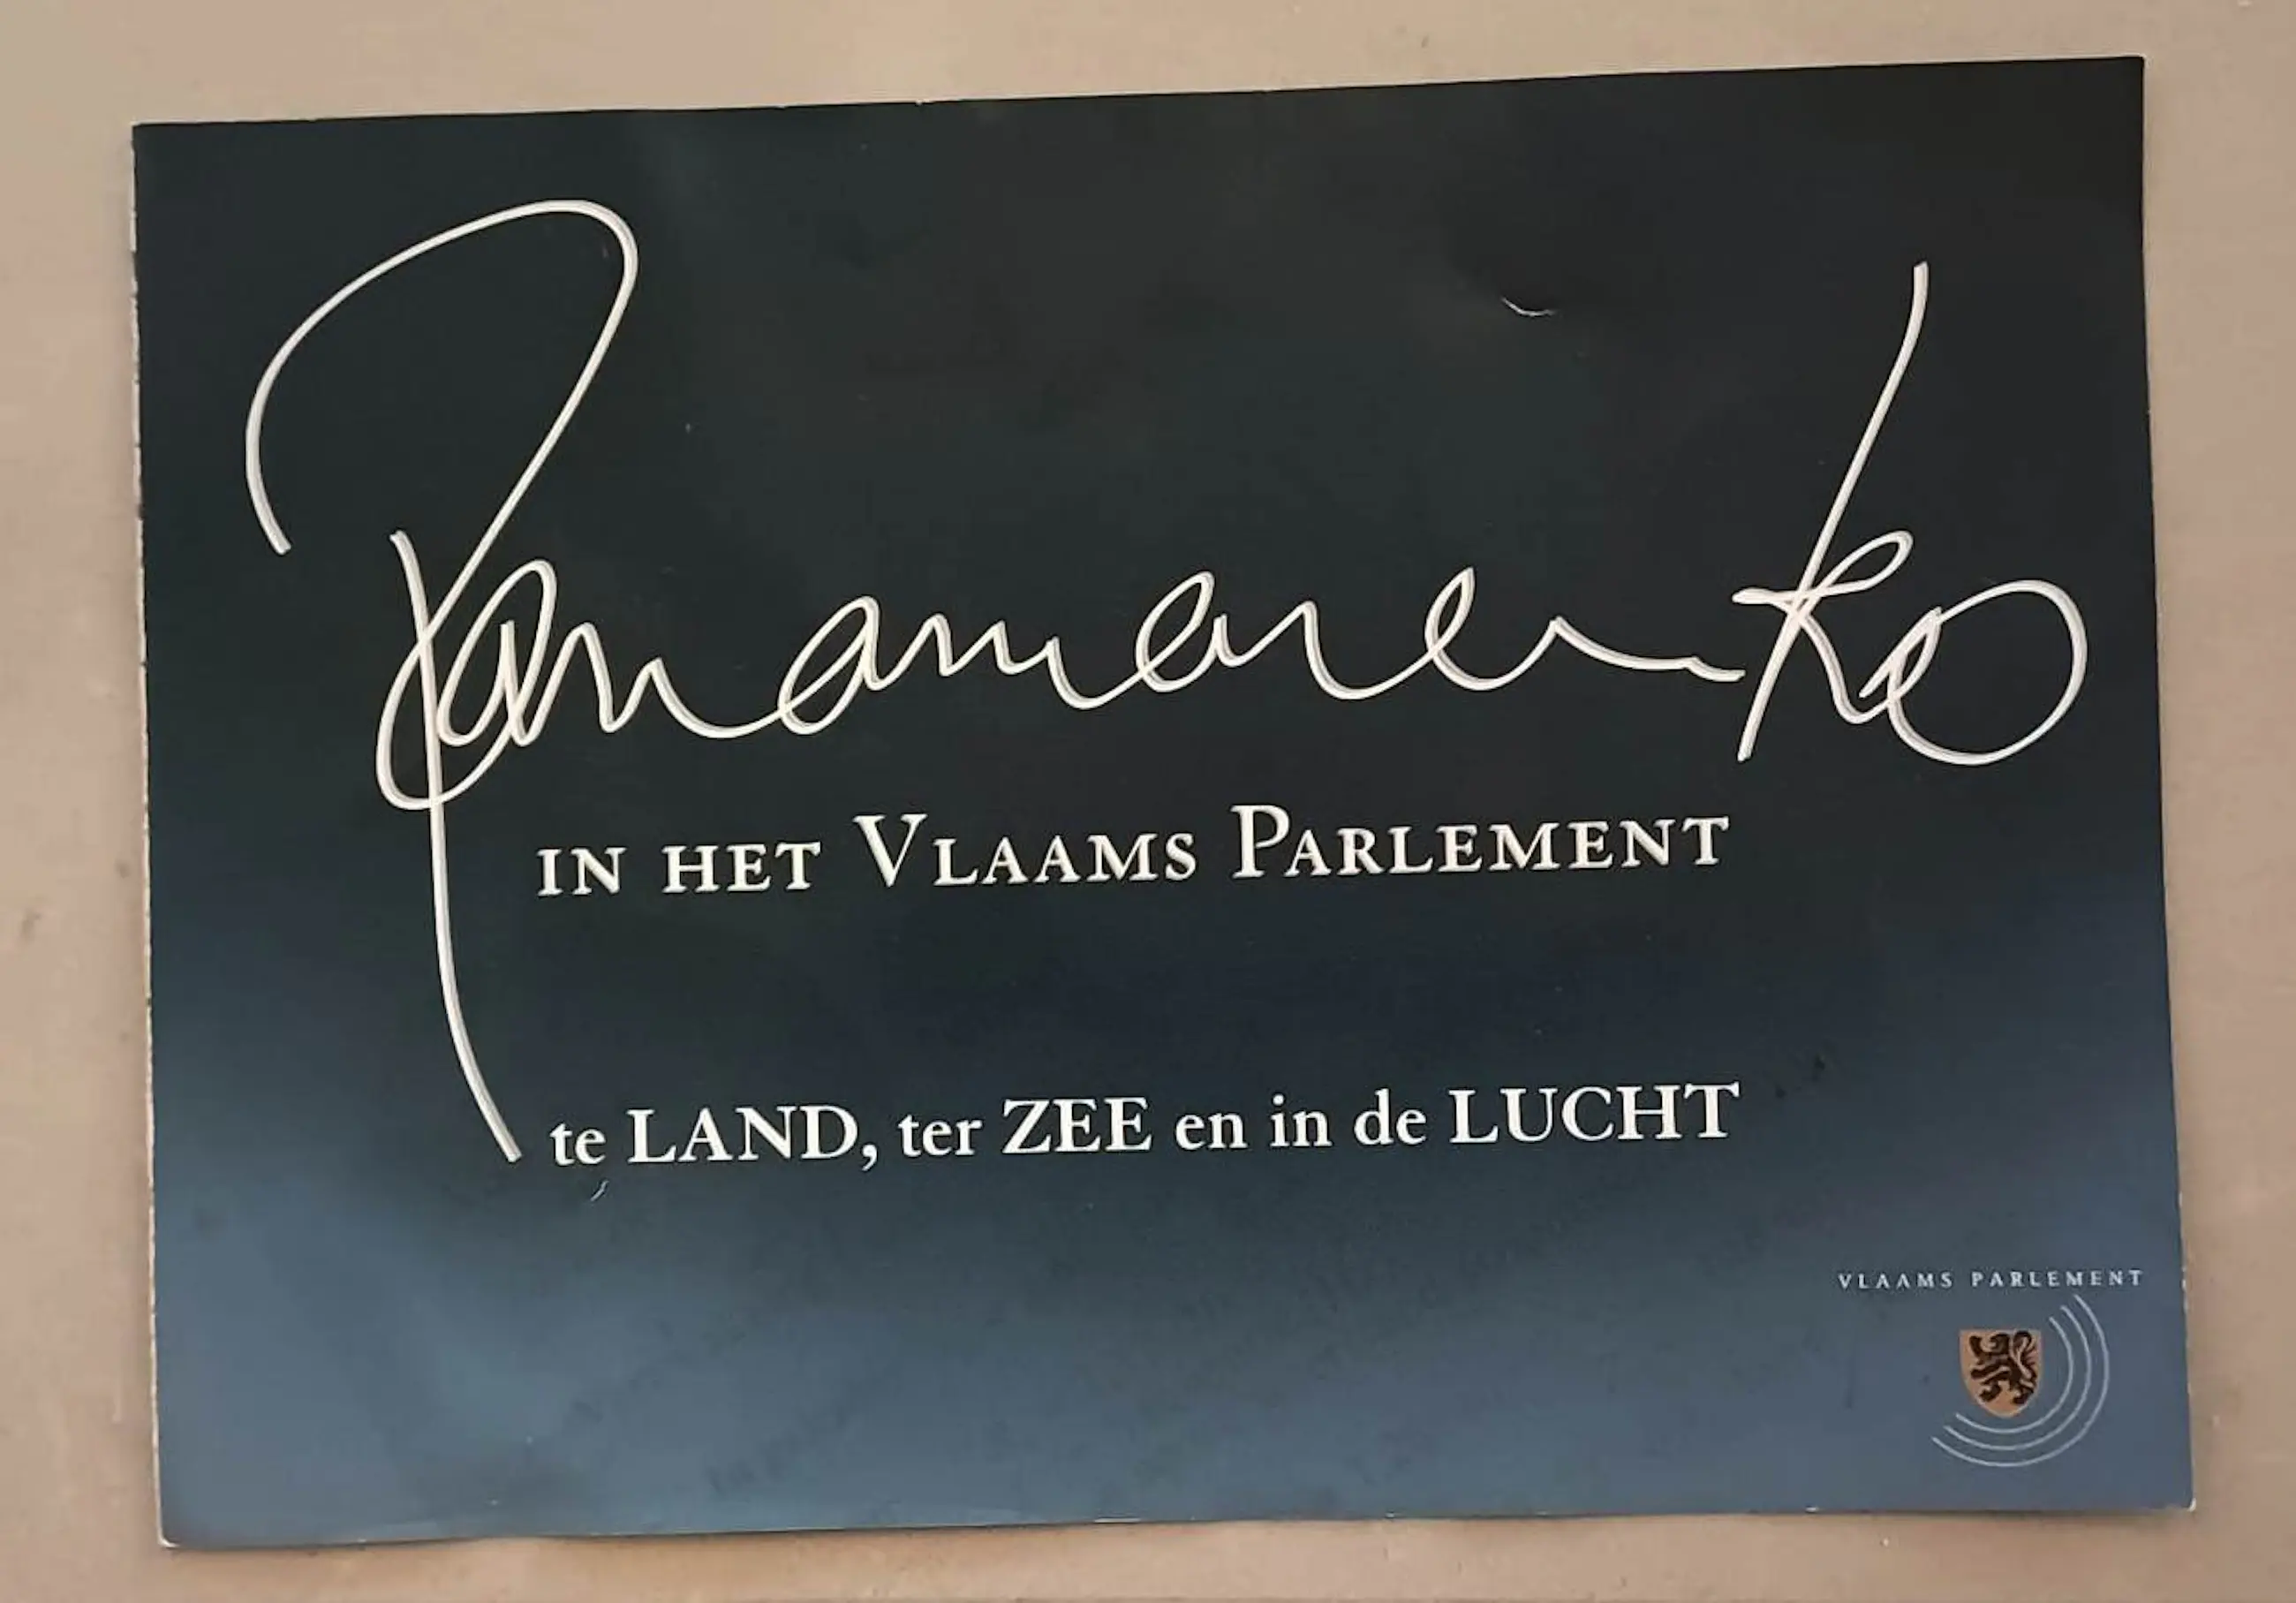 Panamarenko
IN HET VLAAMS PARLEMENT
te LAND, ter ZEE en in de LUCHT
VLAAMS PARLEMENT